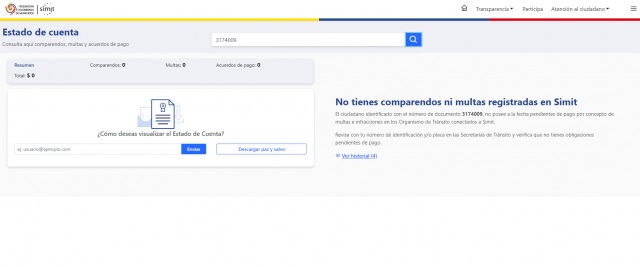 FEDERACIÓN
COLOMBIANA
DE MUNICIPIOS
simit
Transparencia
Participa
Atención al ciudadano
Estado de cuenta
Consulta aquí comparendos, multas y acuerdos de pago
3174009
Resumen
Comparendos: 0
Multas: 0
Acuerdos de pago: 0
Total: $ 0
¿Cómo deseas visualizar el Estado de Cuenta?
ej. usuario@ejemplo.com
Enviar
Descargar paz y salvo
No tienes comparendos ni multas registradas en Simit
El ciudadano identificado con el número de documento 3174009, no posee a la fecha pendientes de pago por concepto de
multas e infracciones en los Organismo de Tránsito conectados a Simit.
Revisa con tu número de identificación y/o placa en las Secretarías de Tránsito y verifica que no tienes obligaciones
pendientes de pago.
Ver historial (4)